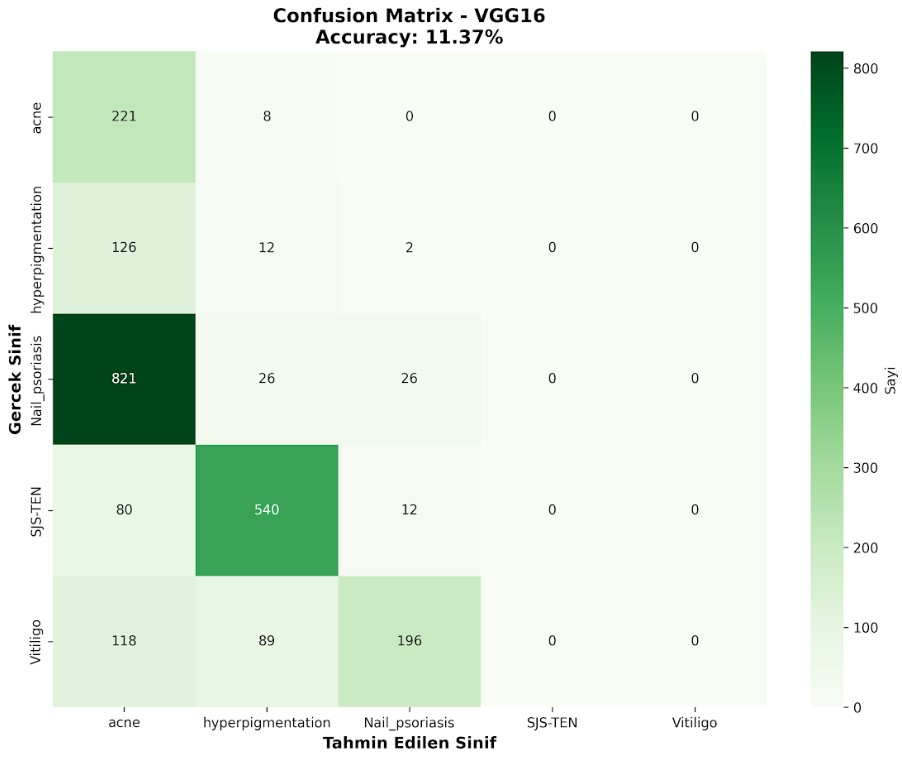 Confusion Matrix - VGG16
Accuracy: 11.37%
Gercek Sinif
acne
221 8 0 0 0
hyperpigmentation
126 12 2 0 0
Nail_psoriasis
821 26 26 0 0
SJS-TEN
80 540 12 0 0
Vitiligo
118 89 196 0 0
acne hyperpigmentation Nail_psoriasis SJS-TEN Vitiligo
Tahmin Edilen Sinif
800
700
600
500
400
300
200
100
0
Sayi